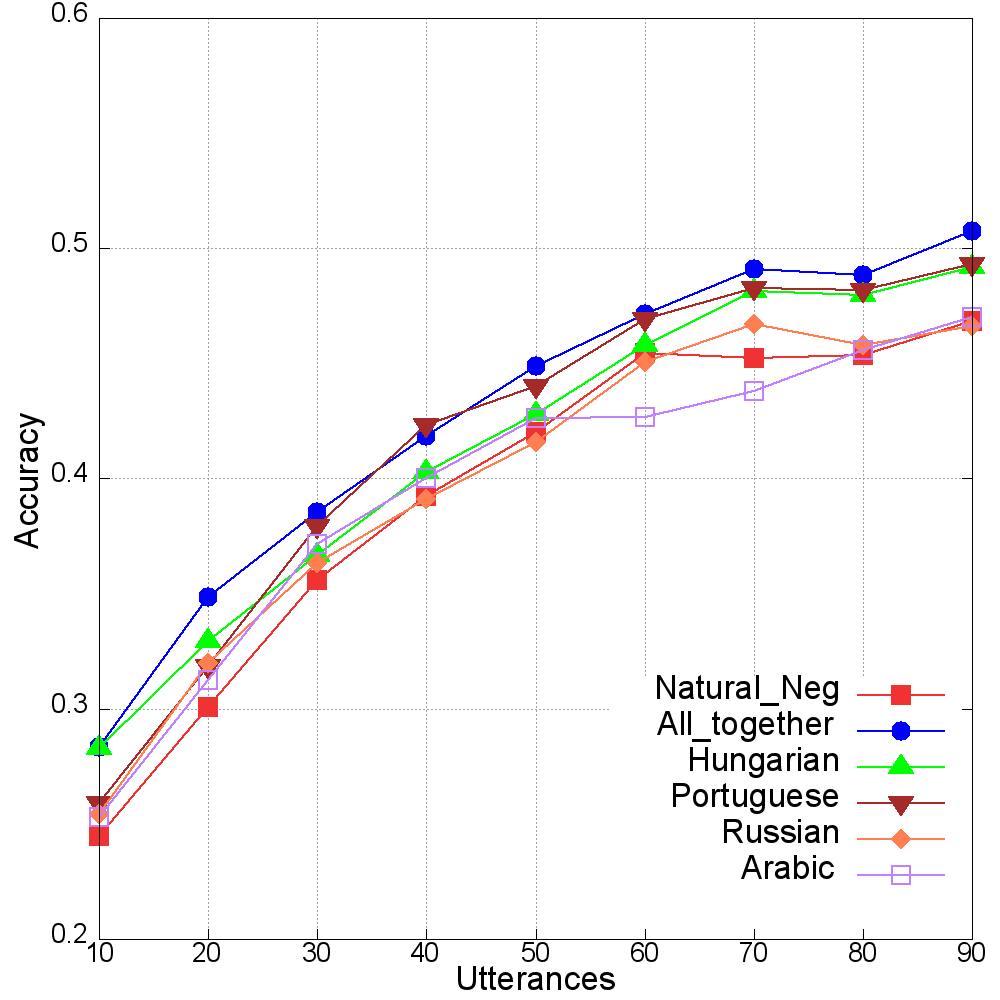 0.6
0.5
0.4
0.3
0.2
Accuracy
Natural_Neg
All_together
Hungarian
Portuguese
Russian
Arabic
10 20 30 40 50 60 70 80 90
Utterances